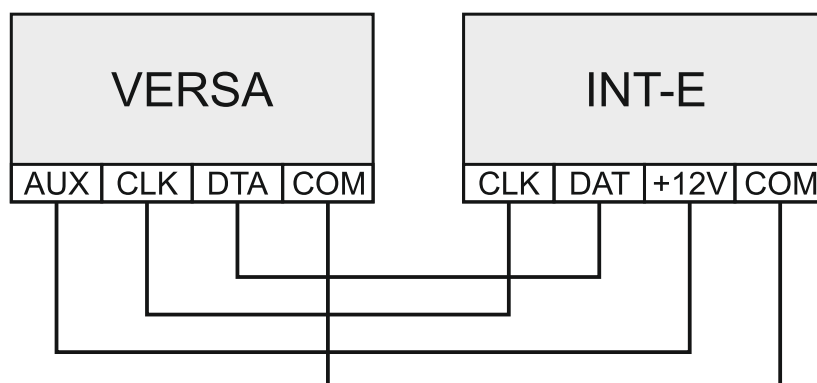 VERSA
INT-E
AUX CLK DTA COM
CLK DAT +12V COM